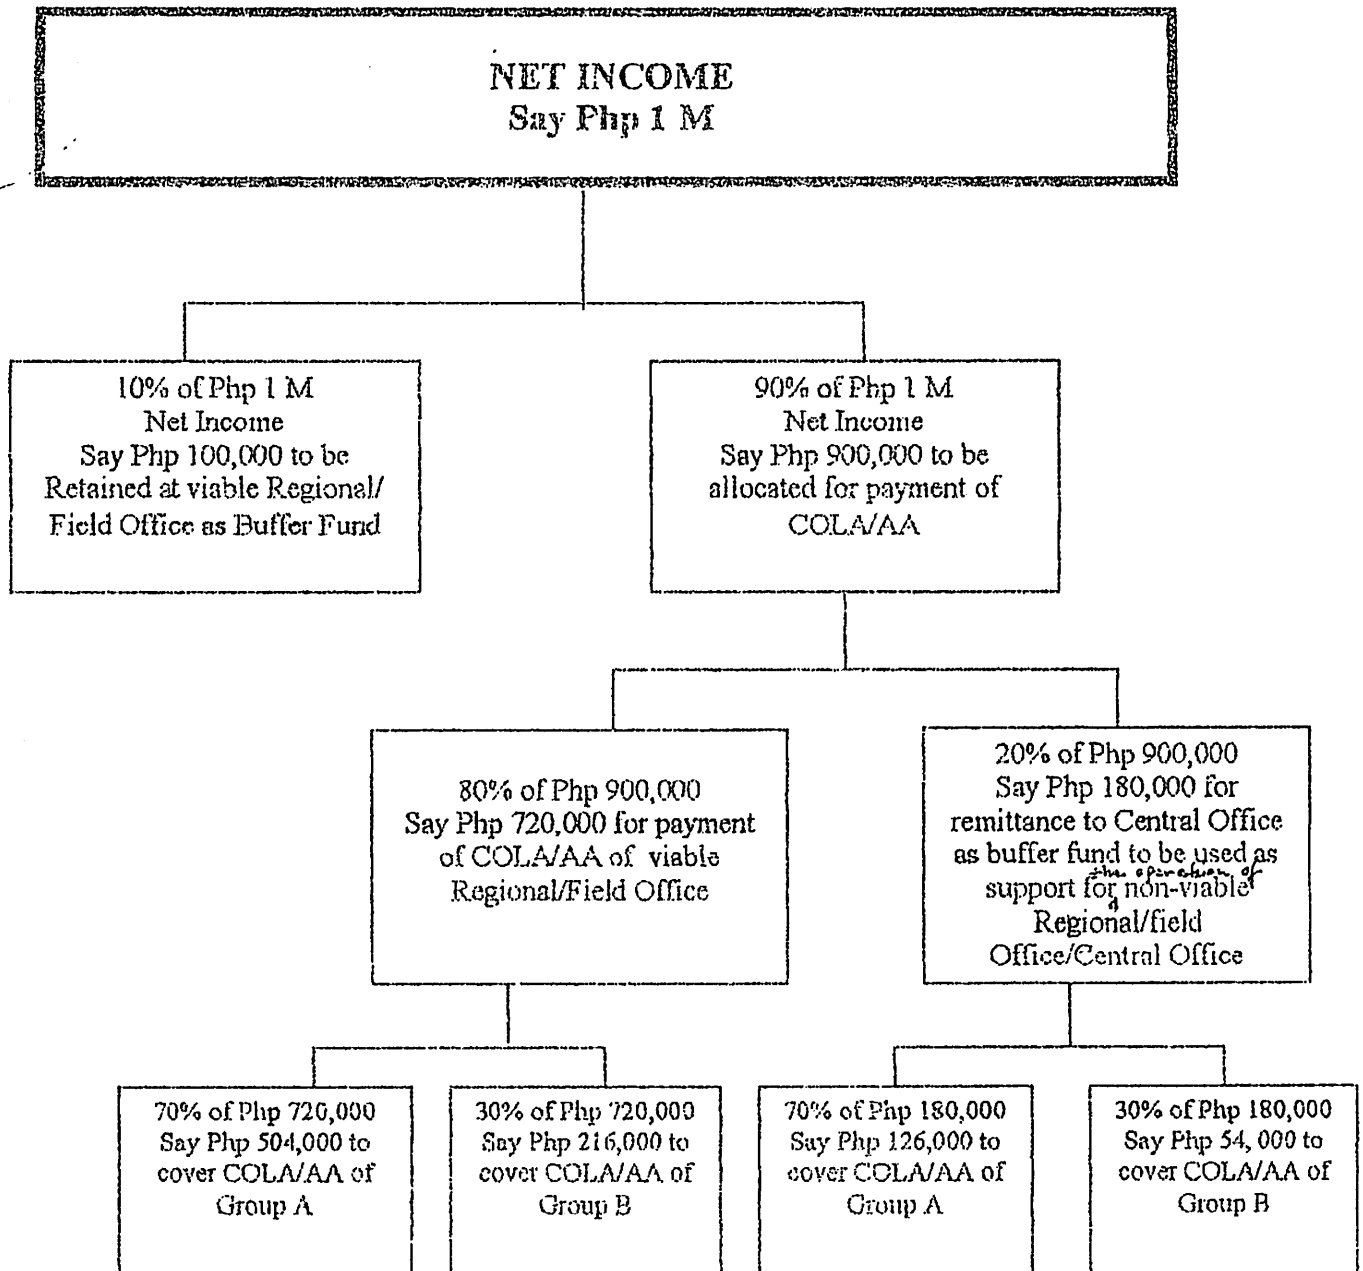 NET INCOME
Say Php 1 M
10% of Php 1 M
Net Income
Say Php 100,000 to be
Retained at viable Regional/
Field Office as Buffer Fund
90% of Php 1 M
Net Income
Say Php 900,000 to be
allocated for payment of
COLA/AA
80% of Php 900,000
Say Php 720,000 for payment
of COLA/AA of viable
Regional/Field Office
20% of Php 900,000
Say Php 180,000 for
remittance to Central Office
as buffer fund to be used as
the operation of
support for non-viable
Regional/field
Office/Central Office
70% of Php 720,000
Say Php 504,000 to
cover COLA/AA of
Group A
30% of Php 720,000
Say Php 216,000 to
cover COLA/AA of
Group B
70% of Php 180,000
Say Php 126,000 to
cover COLA/AA of
Group A
30% of Php 180,000
Say Php 54, 000 to
cover COLA/AA of
Group B